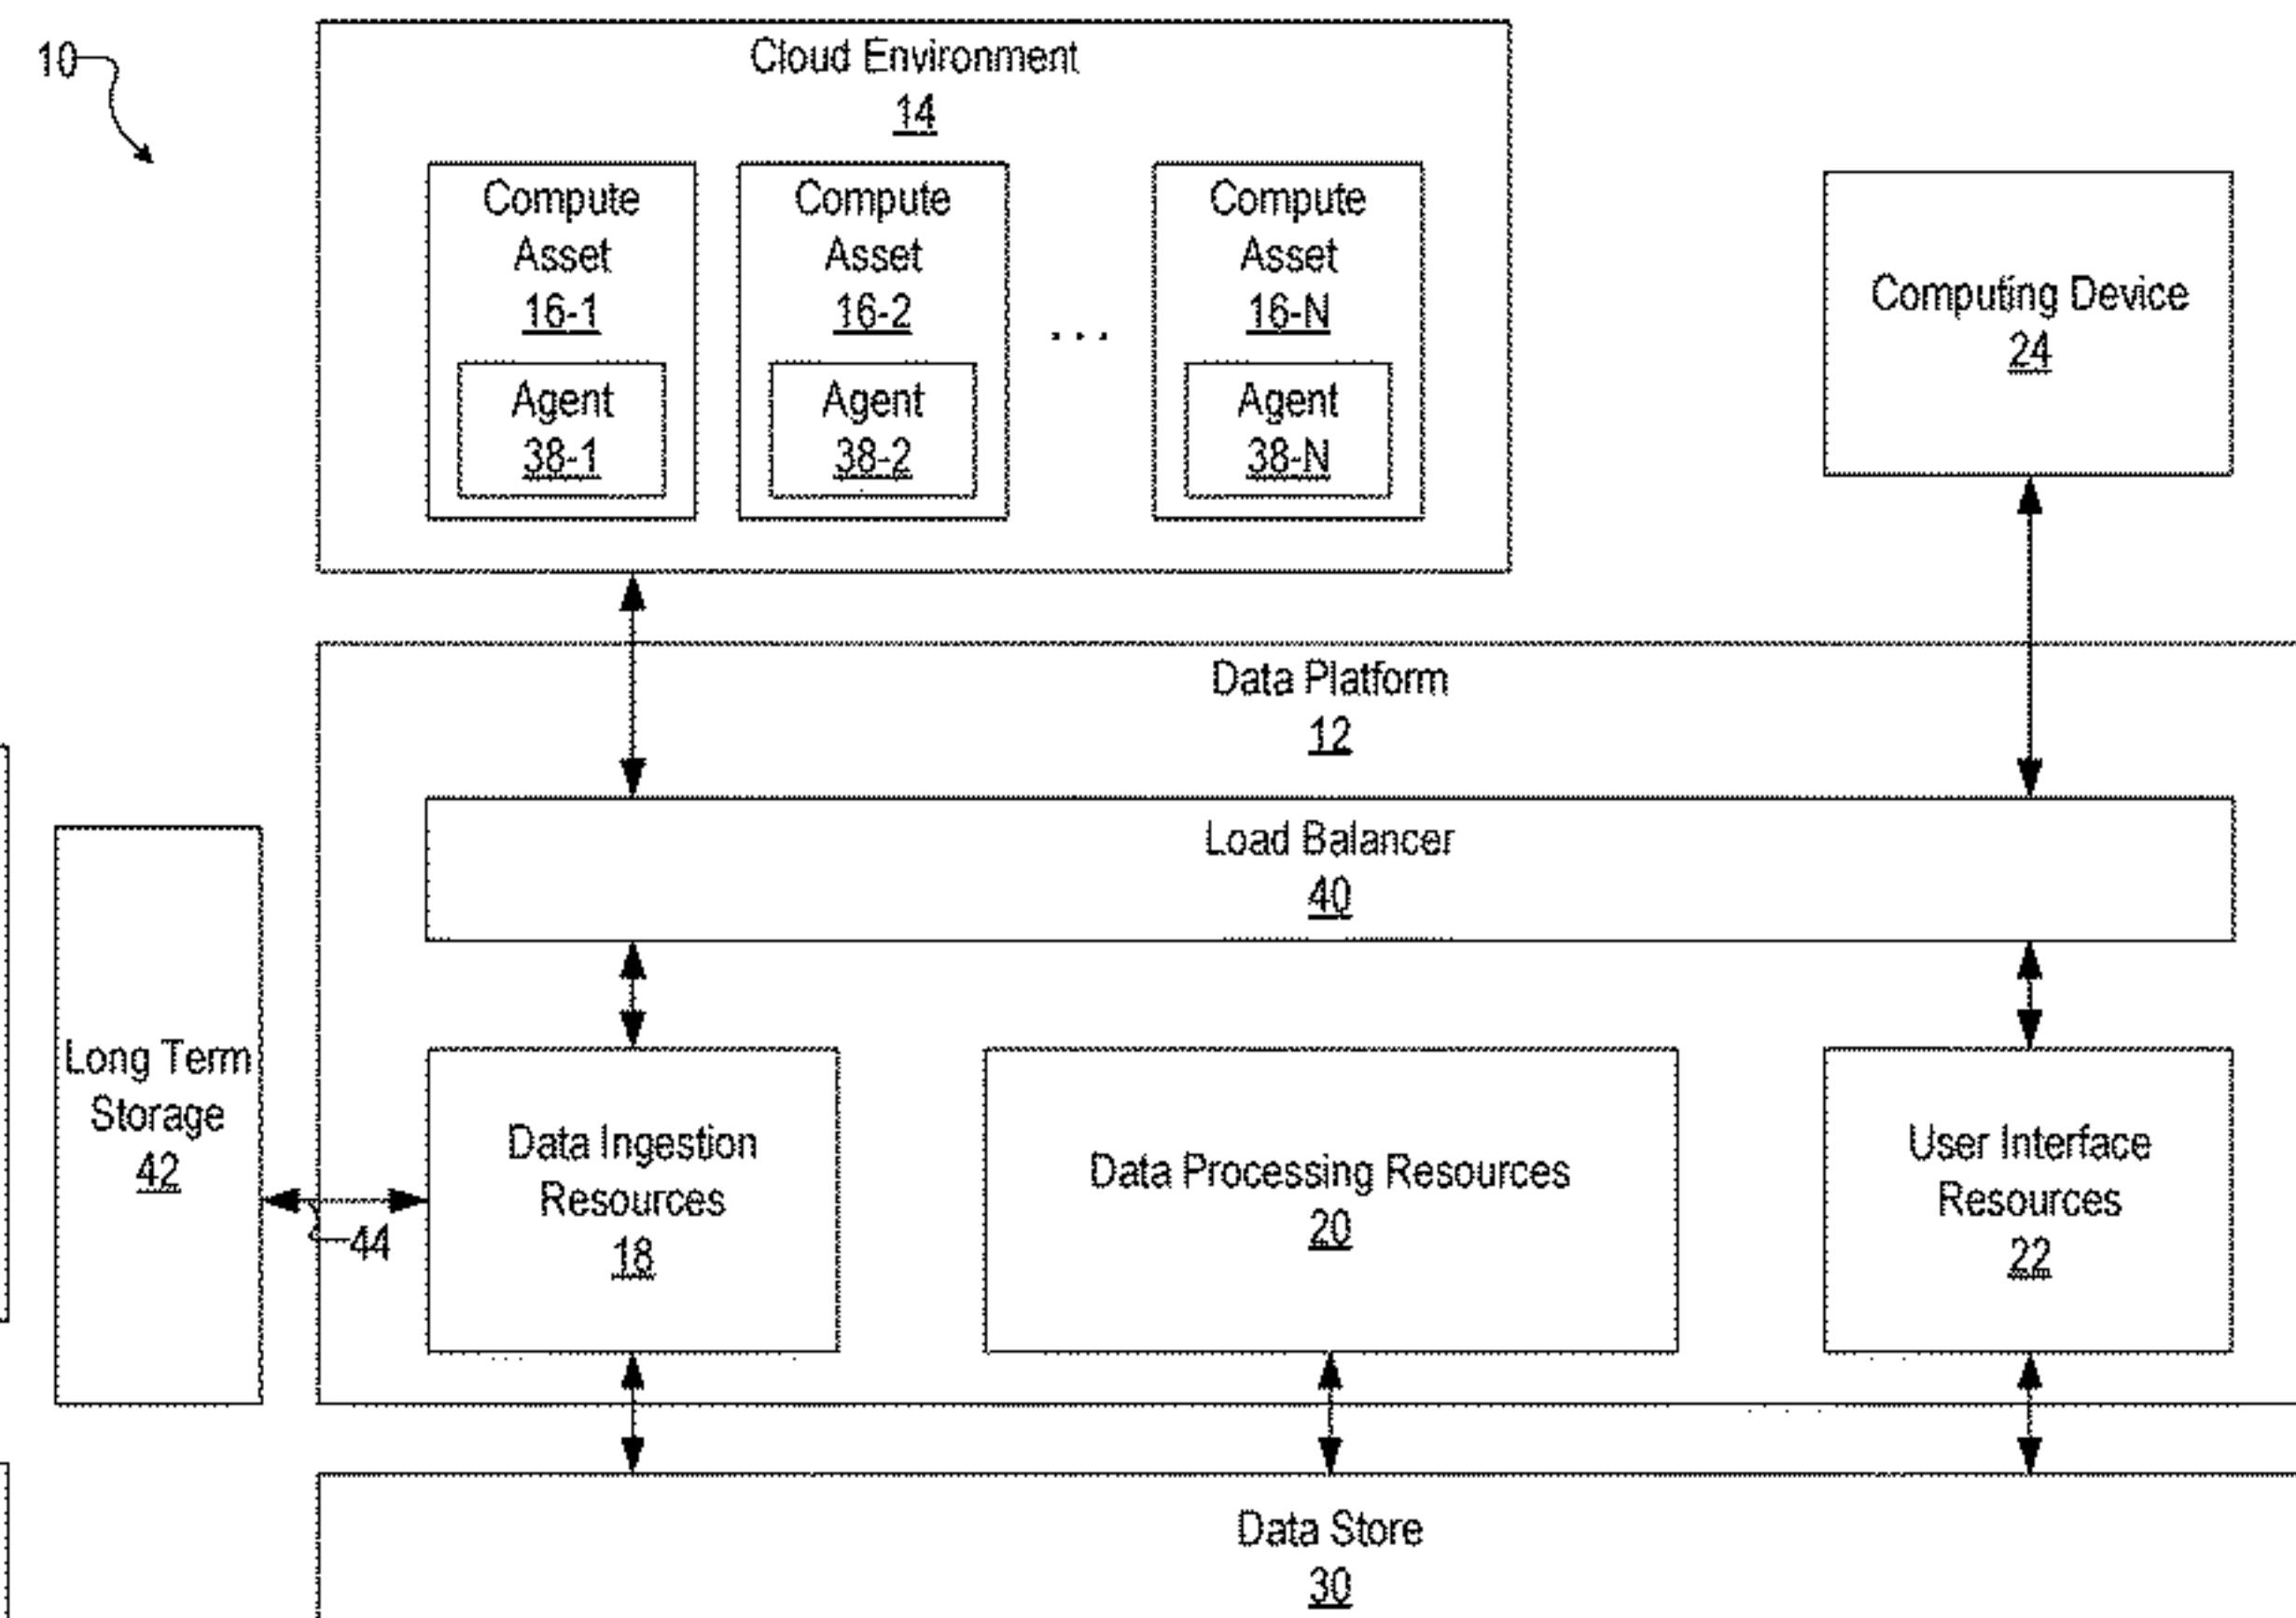 10
Cloud Environment
14
Compute
Asset
16-1
Agent
38-1
Compute
Asset
16-2
Agent
38-2
...
Compute
Asset
16-N
Agent
38-N
Computing Device
24
Data Platform
12
Load Balancer
40
Long Term
Storage
42
44
Data Ingestion
Resources
18
Data Processing Resources
20
User Interface
Resources
22
Data Store
30